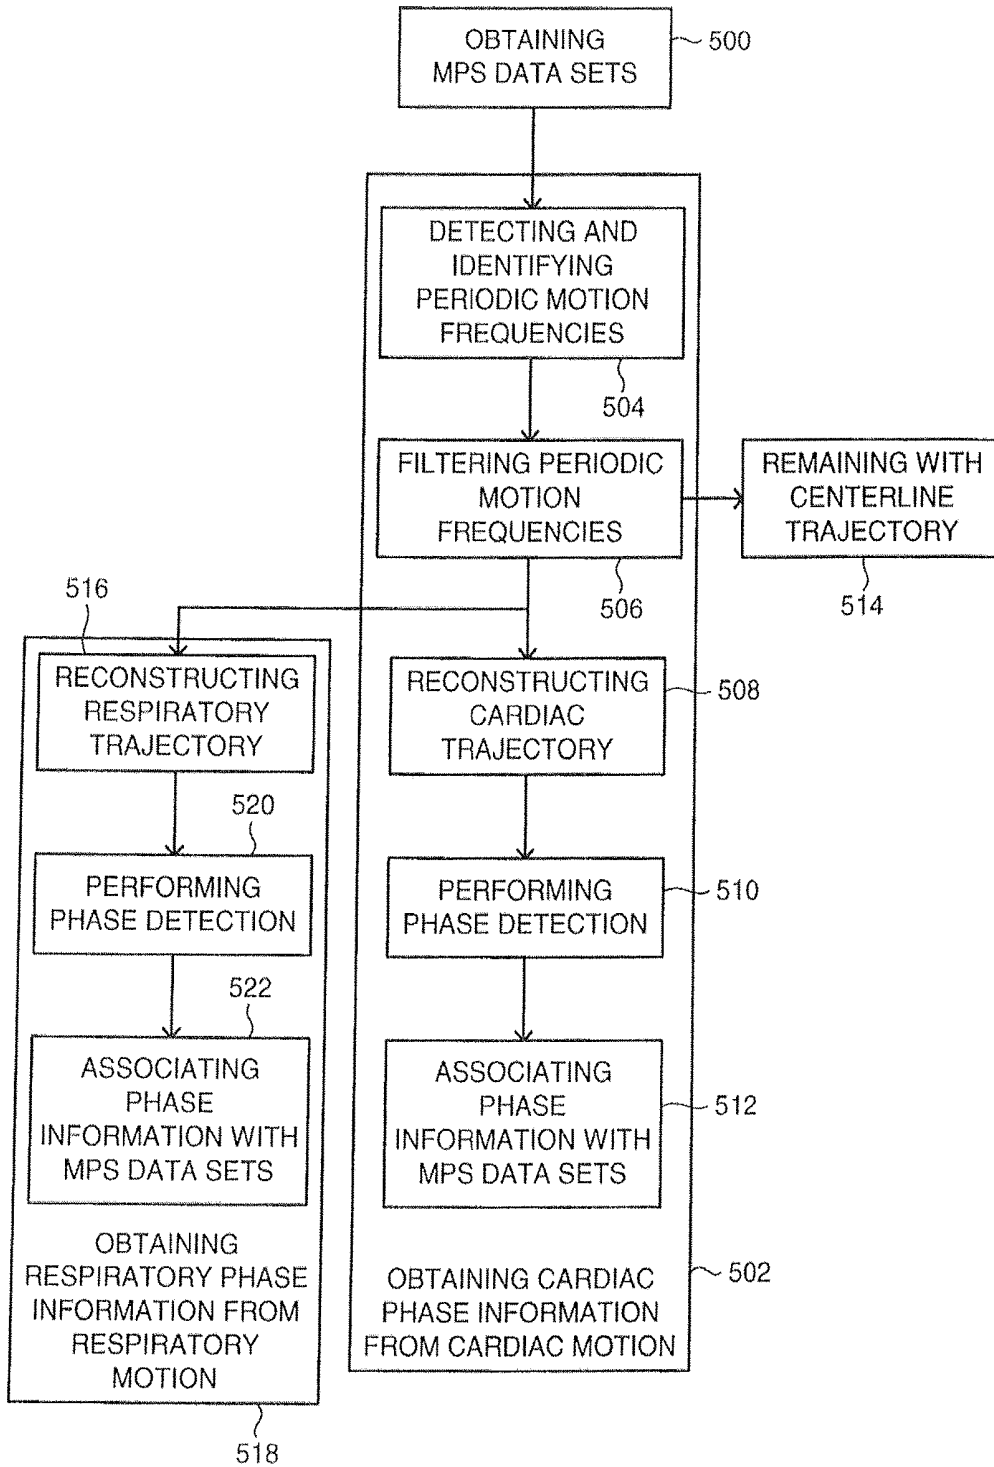 OBTAINING
MPS DATA SETS
500
DETECTING AND
IDENTIFYING
PERIODIC MOTION
FREQUENCIES
504
FILTERING PERIODIC
MOTION
FREQUENCIES
506
REMAINING WITH
CENTERLINE
TRAJECTORY
514
516
RECONSTRUCTING
RESPIRATORY
TRAJECTORY
RECONSTRUCTING
CARDIAC
TRAJECTORY
508
520
PERFORMING
PHASE DETECTION
PERFORMING
PHASE DETECTION
510
522
ASSOCIATING
PHASE
INFORMATION WITH
MPS DATA SETS
ASSOCIATING
PHASE
INFORMATION WITH
MPS DATA SETS
512
OBTAINING
RESPIRATORY PHASE
INFORMATION FROM
RESPIRATORY
MOTION
518
OBTAINING CARDIAC
PHASE INFORMATION
FROM CARDIAC MOTION
502